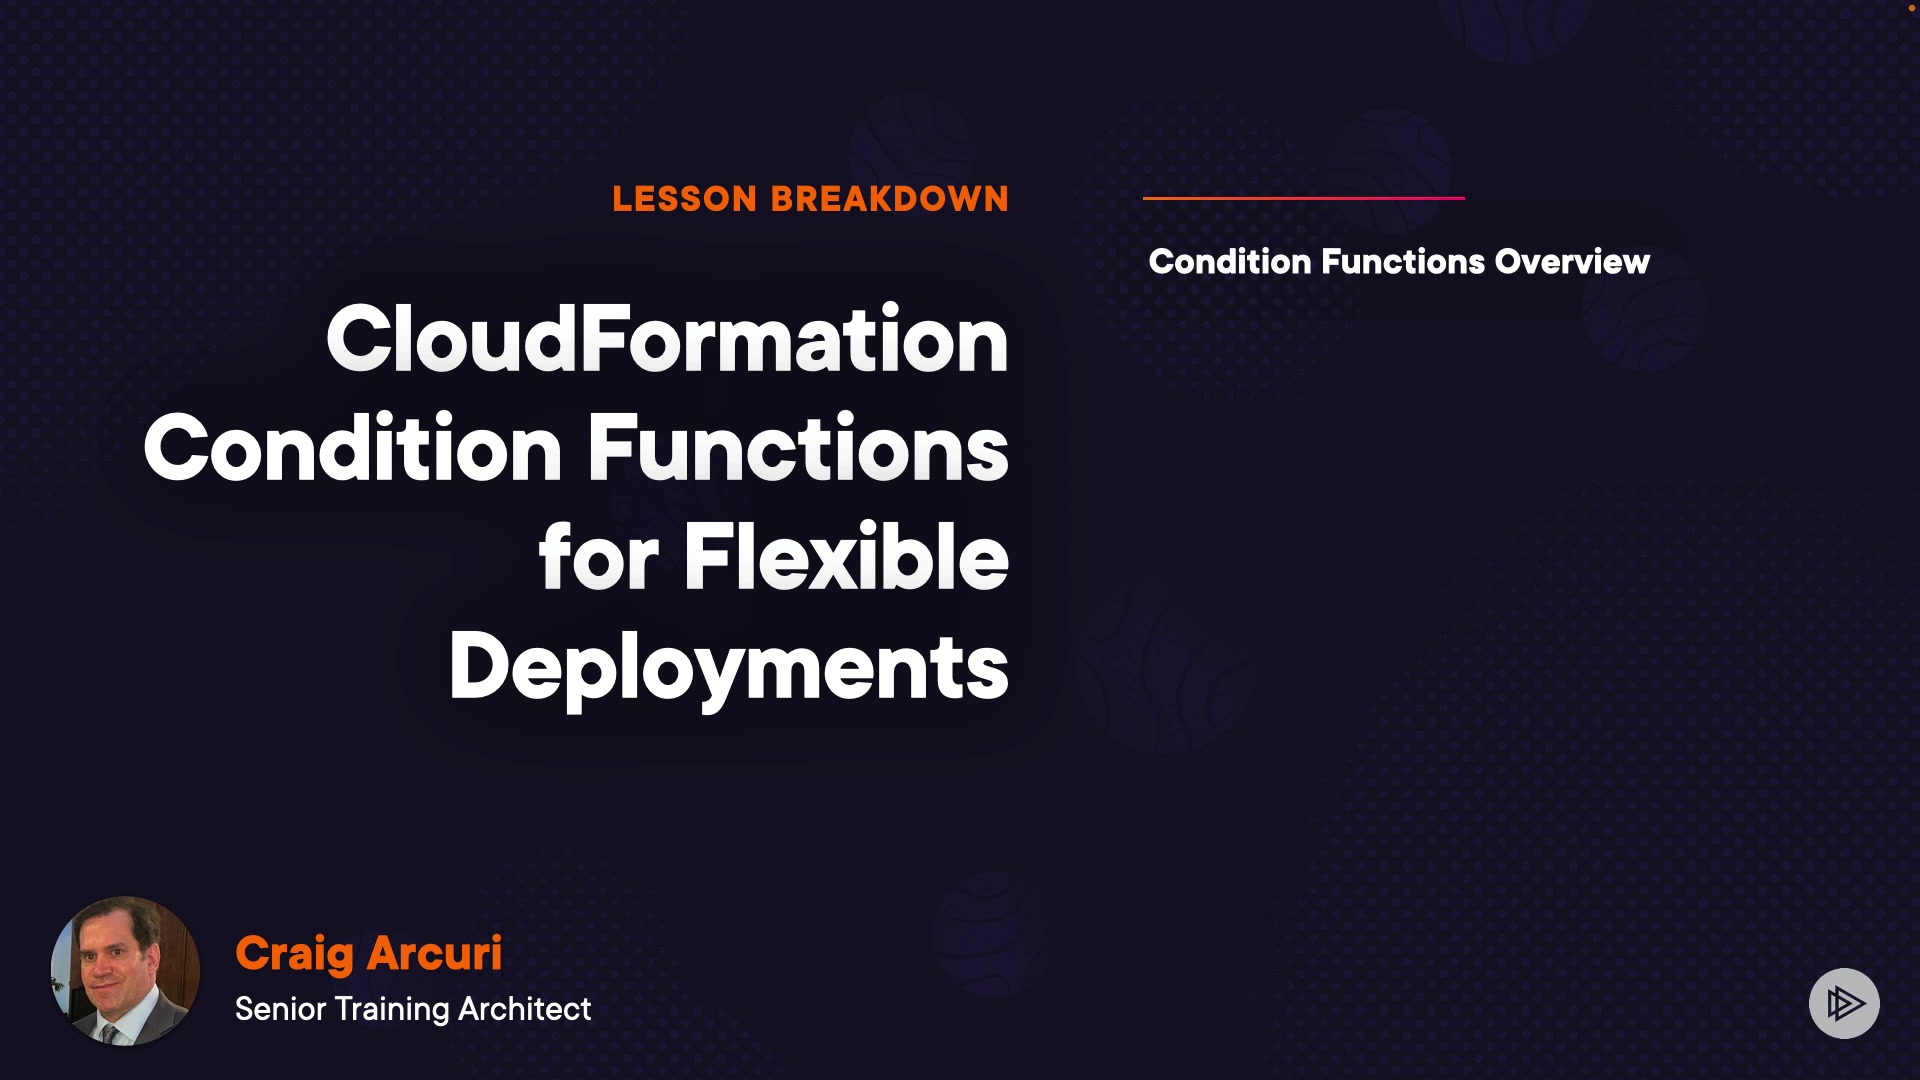 LESSON BREAKDOWN
CloudFormation
Condition Functions
for Flexible
Deployments
Condition Functions Overview
Craig Arcuri
Senior Training Architect